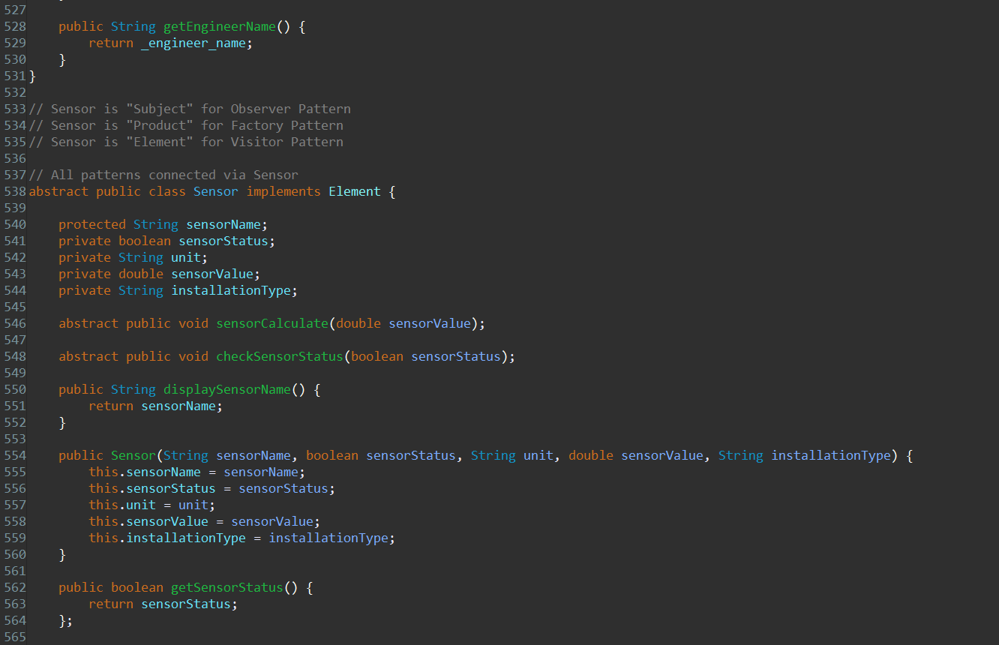 527
528 public String getEngineerName() {
529 return _engineer_name;
530 }
531 }
532
533 // Sensor is "Subject" for Observer Pattern
534 // Sensor is "Product" for Factory Pattern
535 // Sensor is "Element" for Visitor Pattern
536
537 // All patterns connected via Sensor
538 abstract public class Sensor implements Element {
539
540 protected String sensorName;
541 private boolean sensorStatus;
542 private String unit;
543 private double sensorValue;
544 private String installationType;
545
546 abstract public void sensorCalculate(double sensorValue);
547
548 abstract public void checkSensorStatus(boolean sensorStatus);
549
550 public String displaySensorName() {
551 return sensorName;
552 }
553
554 public Sensor(String sensorName, boolean sensorStatus, String unit, double sensorValue, String installationType) {
555 this.sensorName = sensorName;
556 this.sensorStatus = sensorStatus;
557 this.unit = unit;
558 this.sensorValue = sensorValue;
559 this.installationType = installationType;
560 }
561
562 public boolean getSensorStatus() {
563 return sensorStatus;
564 };
565